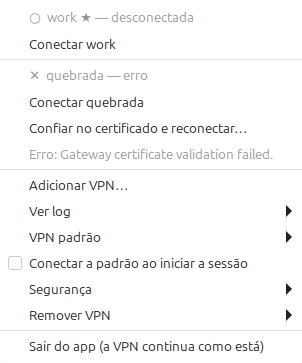 ○ work ★ — desconectada
Conectar work
✕ quebrada — erro
Conectar quebrada
Confiar no certificado e reconectar…
Erro: Gateway certificate validation failed.
Adicionar VPN…
Ver log
VPN padrão
Conectar a padrão ao iniciar a sessão
Segurança
Remover VPN
Sair do app (a VPN continua como está)